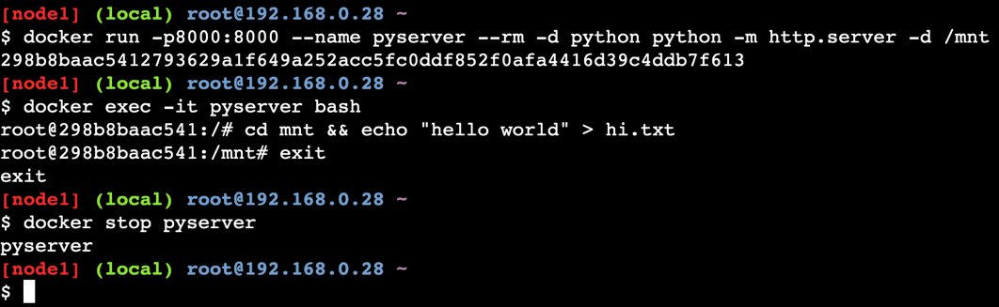 [node1] (local) root@192.168.0.28 ~
$ docker run -p8000:8000 --name pyserver --rm -d python python -m http.server -d /mnt
298b8baac5412793629a1f649a252acc5fc0ddf852f0afa4416d39c4ddb7f613
[node1] (local) root@192.168.0.28 ~
$ docker exec -it pyserver bash
root@298b8baac541:/# cd mnt && echo "hello world" > hi.txt
root@298b8baac541:/mnt# exit
exit
[node1] (local) root@192.168.0.28 ~
$ docker stop pyserver
pyserver
[node1] (local) root@192.168.0.28 ~
$